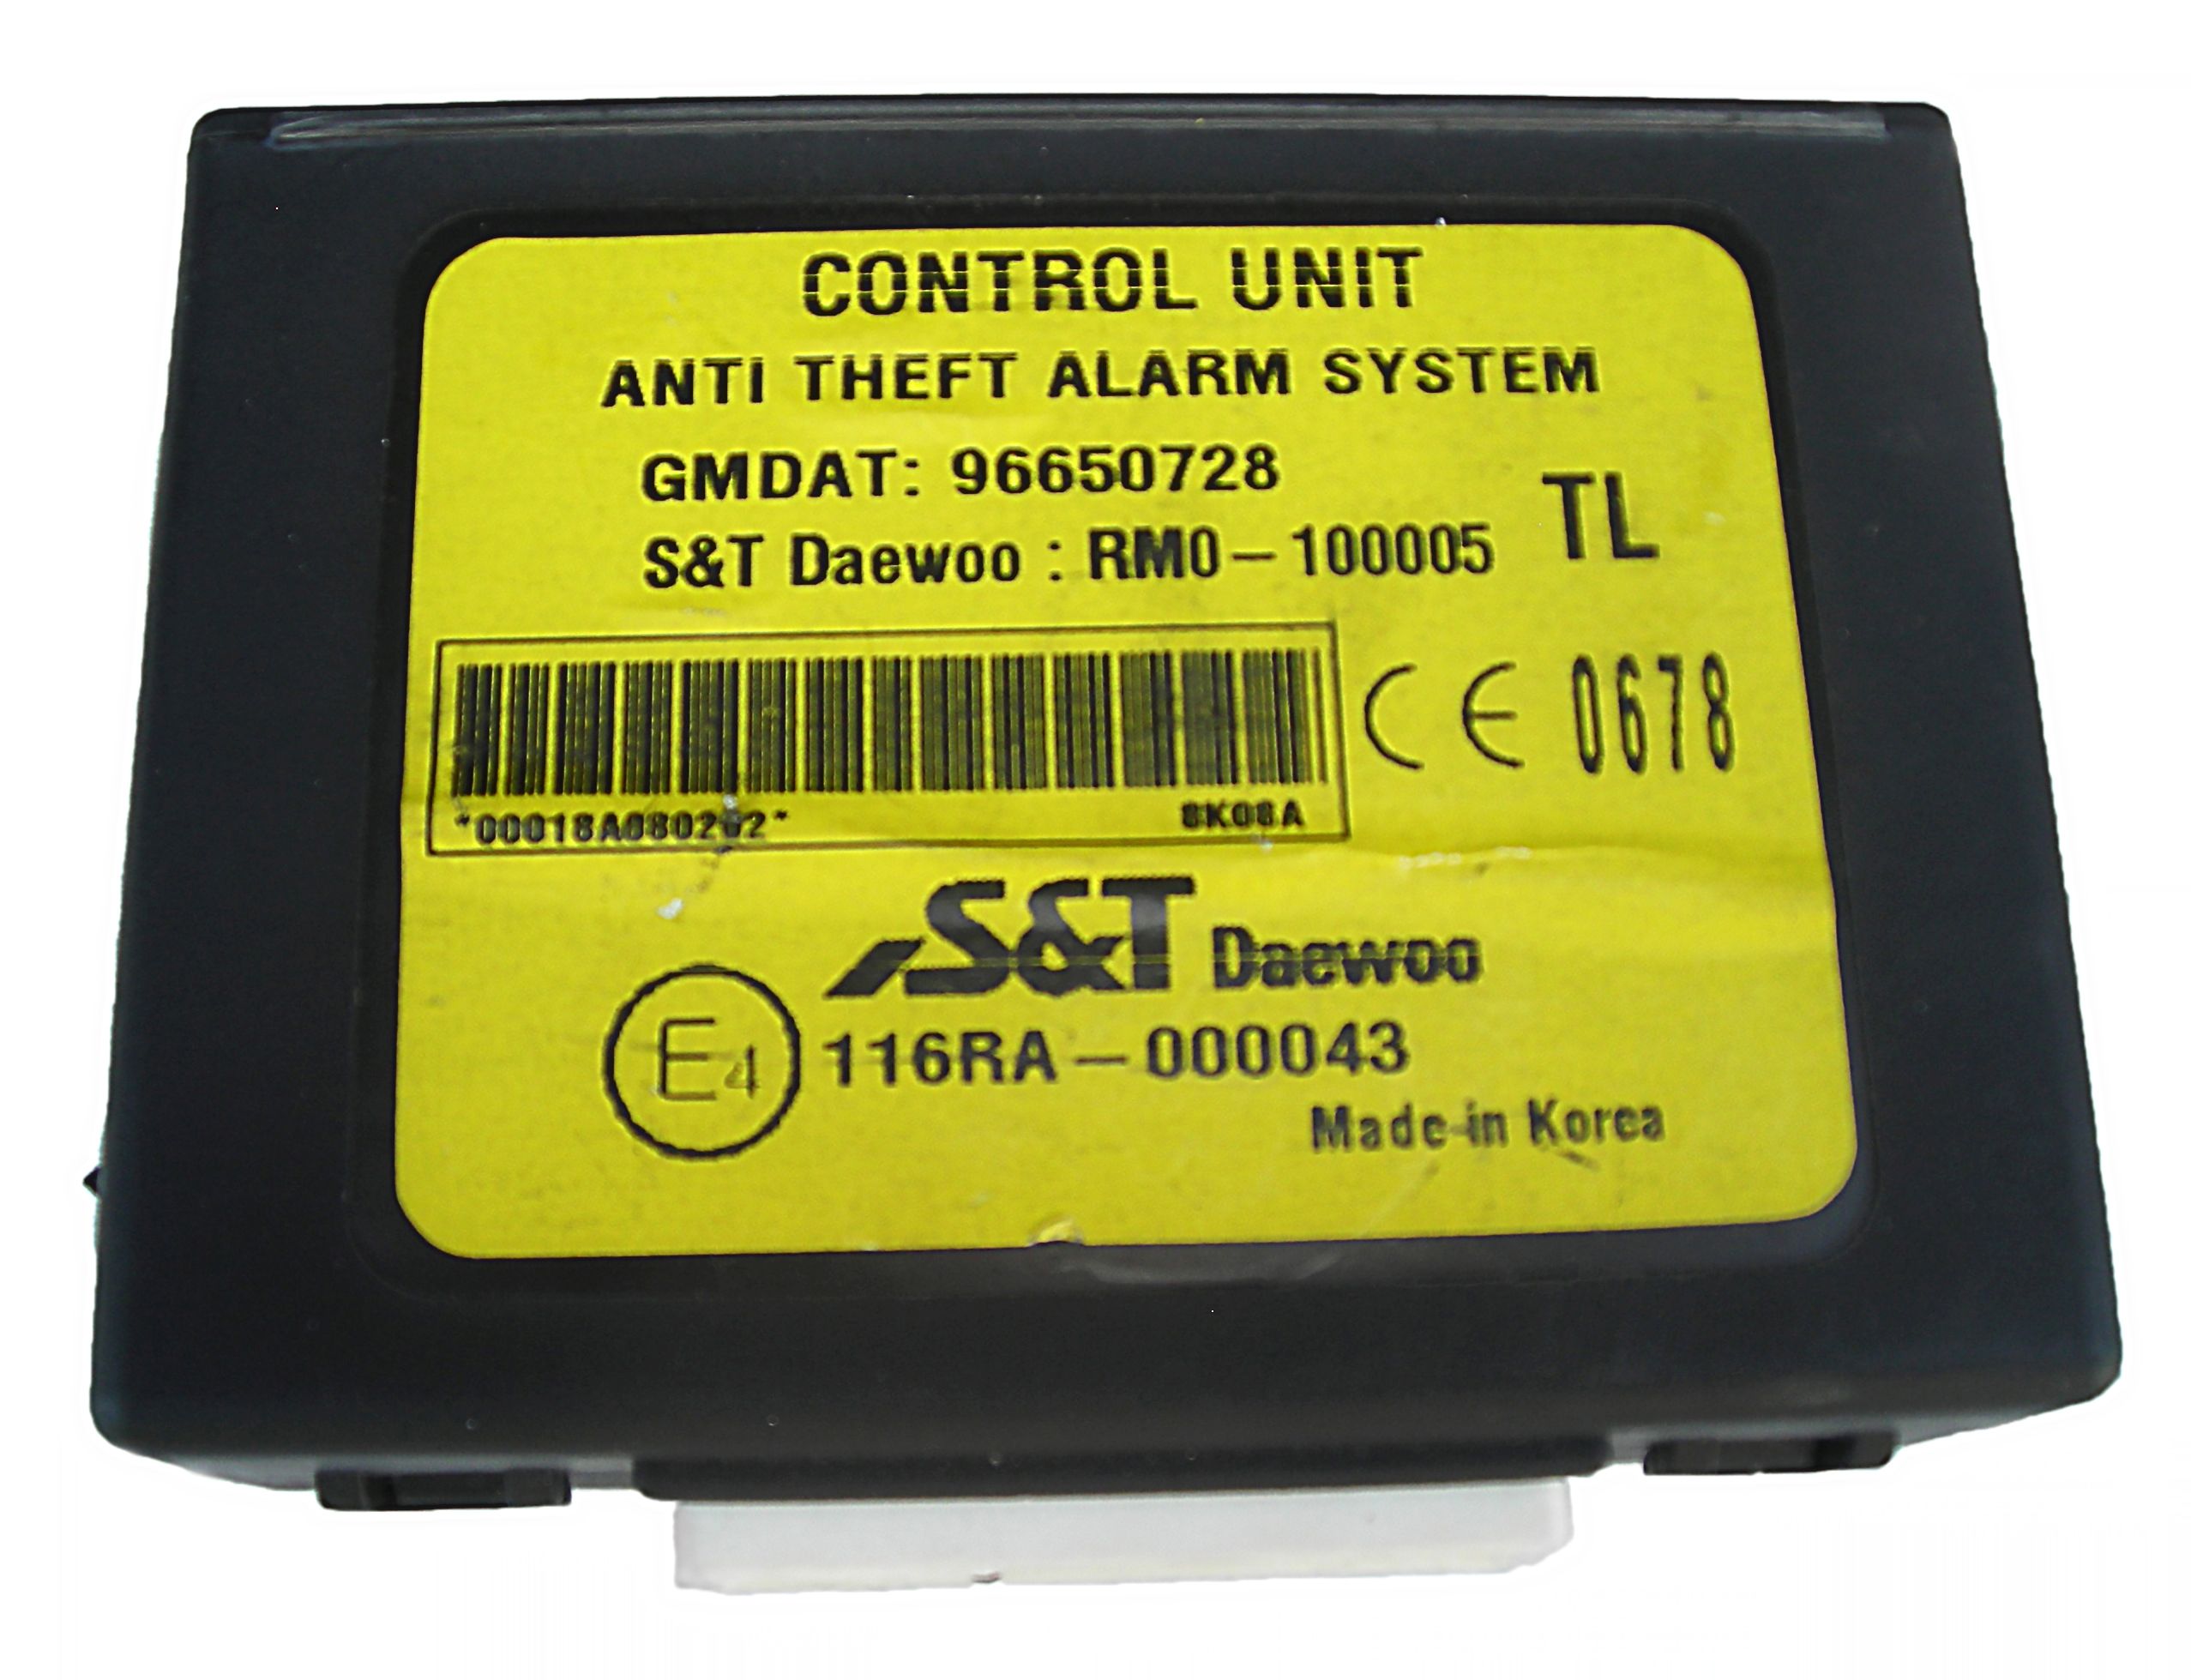 CONTROL UNIT
ANTI THEFT ALARM SYSTEM
GMDAT: 96650728
S&T Daewoo : RM0-100005 TL
CE 0678
8K08A
S&T Daewoo
E4 116RA-000043
Made in Korea